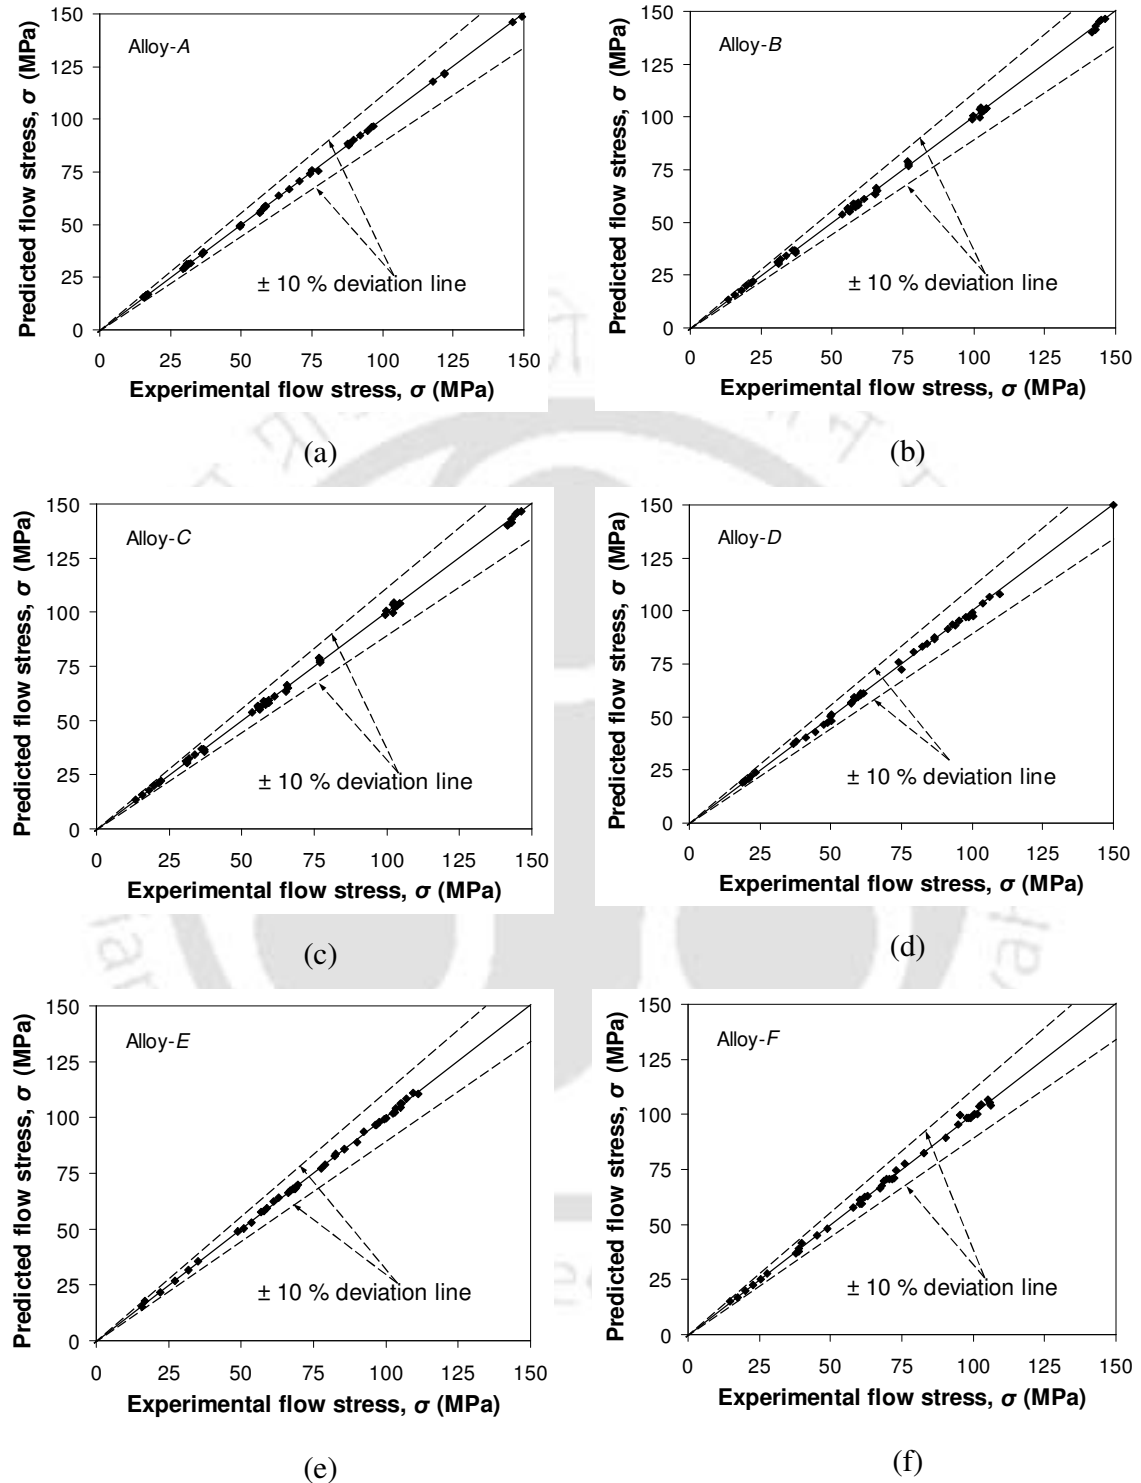 Predicted flow stress, σ (MPa)
150
125
100
75
50
25
0
Alloy-A
± 10 % deviation line
0 25 50 75 100 125 150
Experimental flow stress, σ (MPa)
(a)
Predicted flow stress, σ (MPa)
150
125
100
75
50
25
0
Alloy-B
± 10 % deviation line
0 25 50 75 100 125 150
Experimental flow stress, σ (MPa)
(b)
Predicted flow stress, σ (MPa)
150
125
100
75
50
25
0
Alloy-C
± 10 % deviation line
0 25 50 75 100 125 150
Experimental flow stress, σ (MPa)
(c)
Predicted flow stress, σ (MPa)
150
125
100
75
50
25
0
Alloy-D
± 10 % deviation line
0 25 50 75 100 125 150
Experimental flow stress, σ (MPa)
(d)
Predicted flow stress, σ (MPa)
150
125
100
75
50
25
0
Alloy-E
± 10 % deviation line
0 25 50 75 100 125 150
Experimental flow stress, σ (MPa)
(e)
Predicted flow stress, σ (MPa)
150
125
100
75
50
25
0
Alloy-F
± 10 % deviation line
0 25 50 75 100 125 150
Experimental flow stress, σ (MPa)
(f)